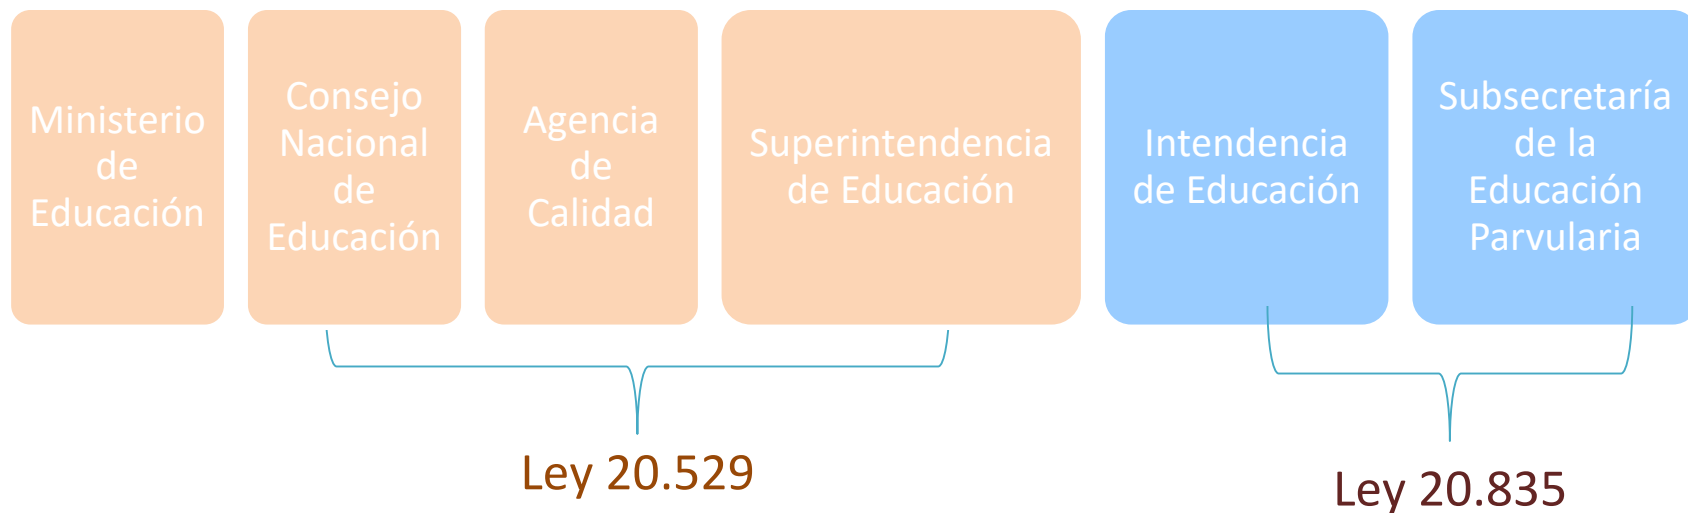 Ministerio
de
Educación
Consejo
Nacional
de
Educación
Agencia
de
Calidad
Superintendencia
de Educación
Intendencia
de Educación
Subsecretaría
de la
Educación
Parvularia
Ley 20.529
Ley 20.835